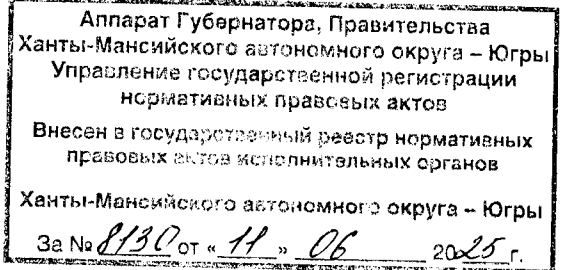 Аппарат Губернатора, Правительства
Ханты-Мансийского автономного округа – Югры
Управление государственной регистрации
нормативных правовых актов
Внесен в государственный реестр нормативных
правовых актов исполнительных органов
Ханты-Мансийского автономного округа – Югры
За № 8130 от « 11 » 06 2025 г.